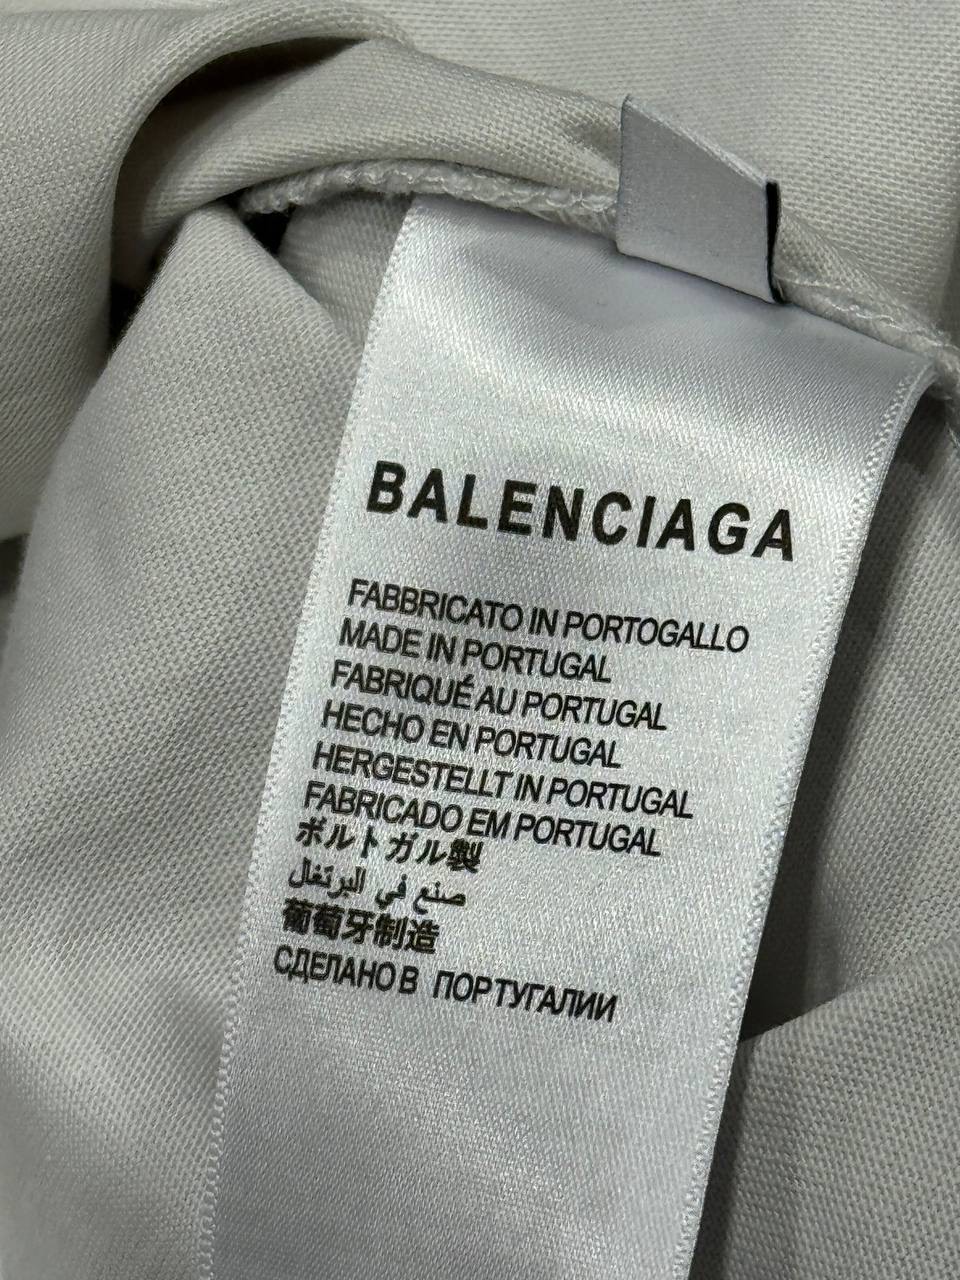 BALENCIAGA
FABBRICATO IN PORTOGALLO
MADE IN PORTUGAL
FABRIQUÉ AU PORTUGAL
HECHO EN PORTUGAL
HERGESTELLT IN PORTUGAL
FABRICADO EM PORTUGAL
ポルトガル製
صنع في البرتغال
葡萄牙制造
СДЕЛАНО В ПОРТУГАЛИИ